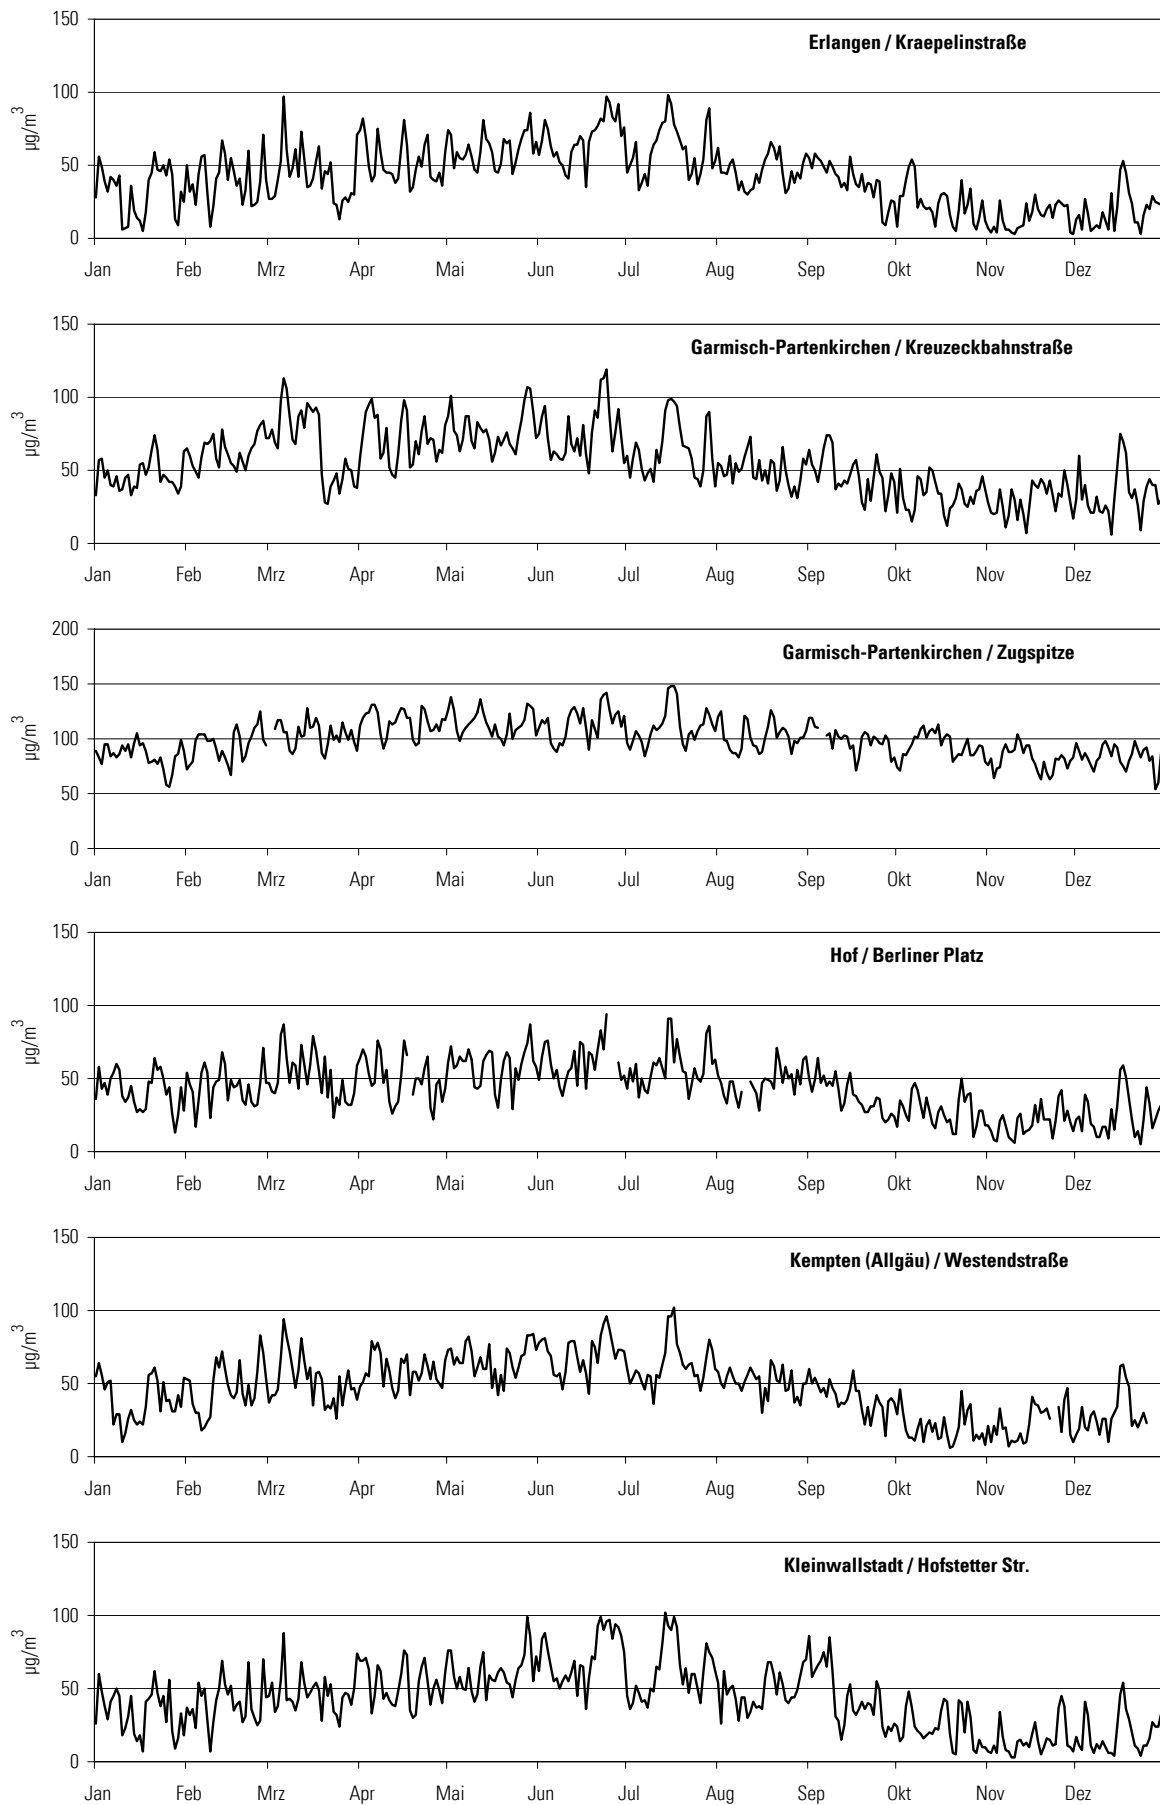 150
Erlangen / Kraepelinstraße
100
µg/m³
50
0
Jan Feb Mrz Apr Mai Jun Jul Aug Sep Okt Nov Dez
150
Garmisch-Partenkirchen / Kreuzeckbahnstraße
100
µg/m³
50
0
Jan Feb Mrz Apr Mai Jun Jul Aug Sep Okt Nov Dez
200
Garmisch-Partenkirchen / Zugspitze
150
µg/m³
100
50
0
Jan Feb Mrz Apr Mai Jun Jul Aug Sep Okt Nov Dez
150
Hof / Berliner Platz
100
µg/m³
50
0
Jan Feb Mrz Apr Mai Jun Jul Aug Sep Okt Nov Dez
150
Kempten (Allgäu) / Westendstraße
100
µg/m³
50
0
Jan Feb Mrz Apr Mai Jun Jul Aug Sep Okt Nov Dez
150
Kleinwallstadt / Hofstetter Str.
100
µg/m³
50
0
Jan Feb Mrz Apr Mai Jun Jul Aug Sep Okt Nov Dez